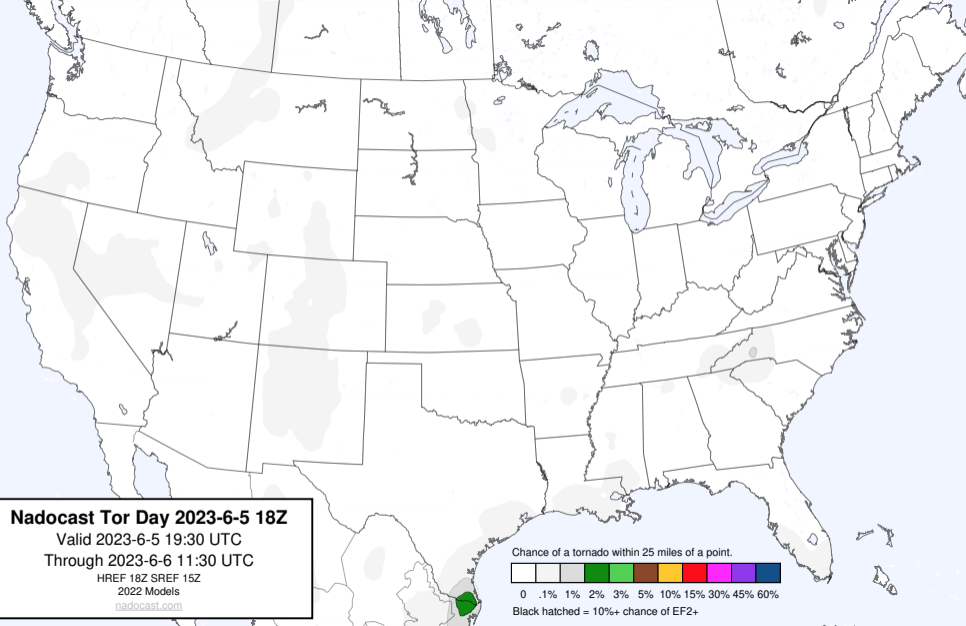 Nadocast Tor Day 2023-6-5 18Z
Valid 2023-6-5 19:30 UTC
Through 2023-6-6 11:30 UTC
HREF 18Z SREF 15Z
2022 Models
nadocast.com
Chance of a tornado within 25 miles of a point.
0 .1% 1% 2% 3% 5% 10% 15% 30% 45% 60%
Black hatched = 10%+ chance of EF2+